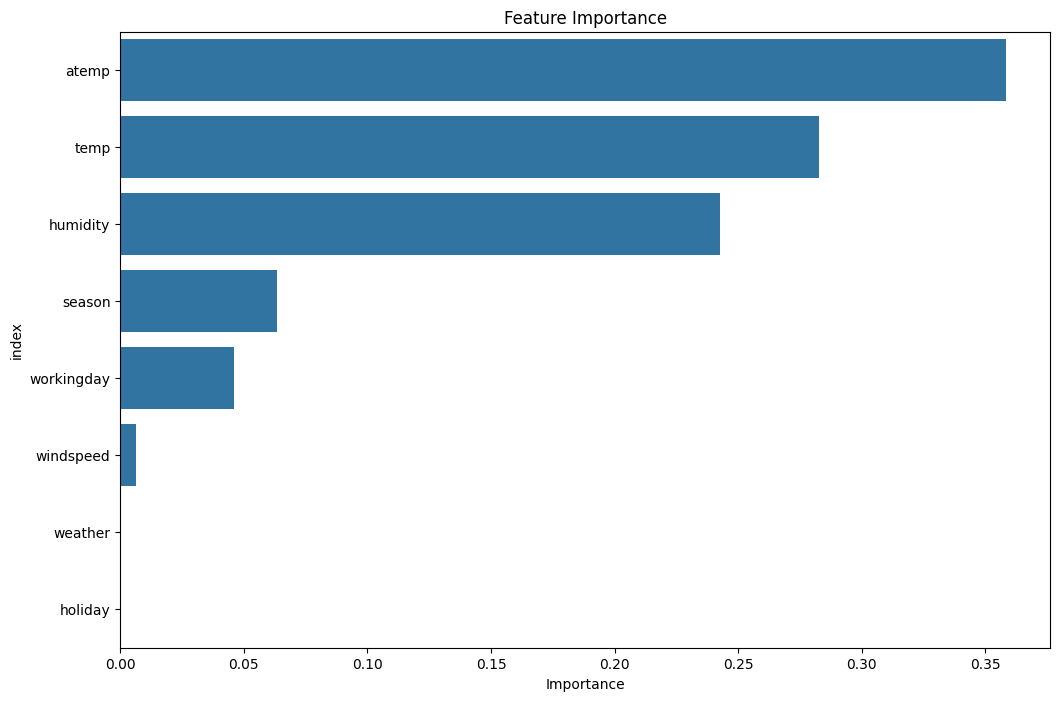 Feature Importance
atemp
temp
humidity
season
workingday
windspeed
weather
holiday
index
0.00 0.05 0.10 0.15 0.20 0.25 0.30 0.35
Importance